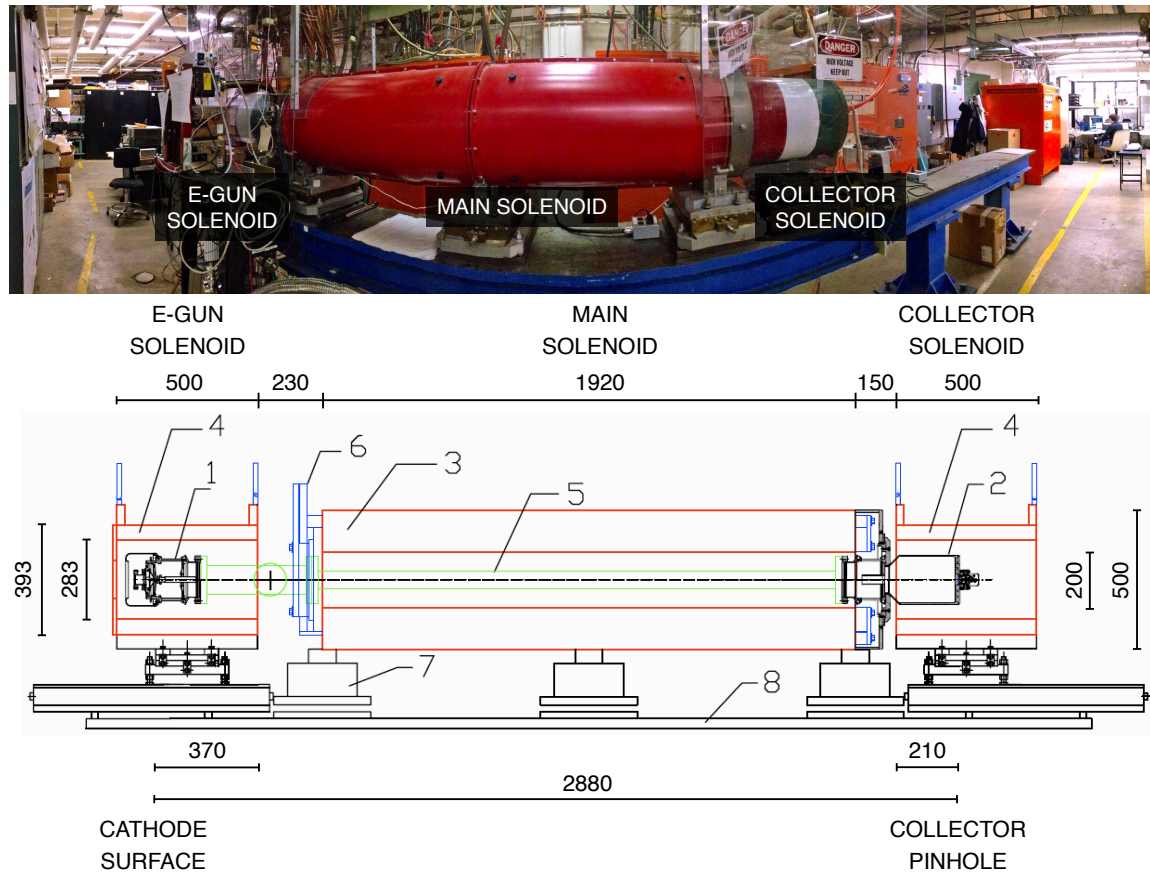 DANGER
DANGER
HIGH VOLTAGE
KEEP OUT
E-GUN
SOLENOID
MAIN SOLENOID
COLLECTOR
SOLENOID
E-GUN
SOLENOID
MAIN
SOLENOID
COLLECTOR
SOLENOID
500 230 1920 150 500
4 6 3 5 4 2
1
393 283 200 500
7 8
370 210
2880
CATHODE
SURFACE
COLLECTOR
PINHOLE